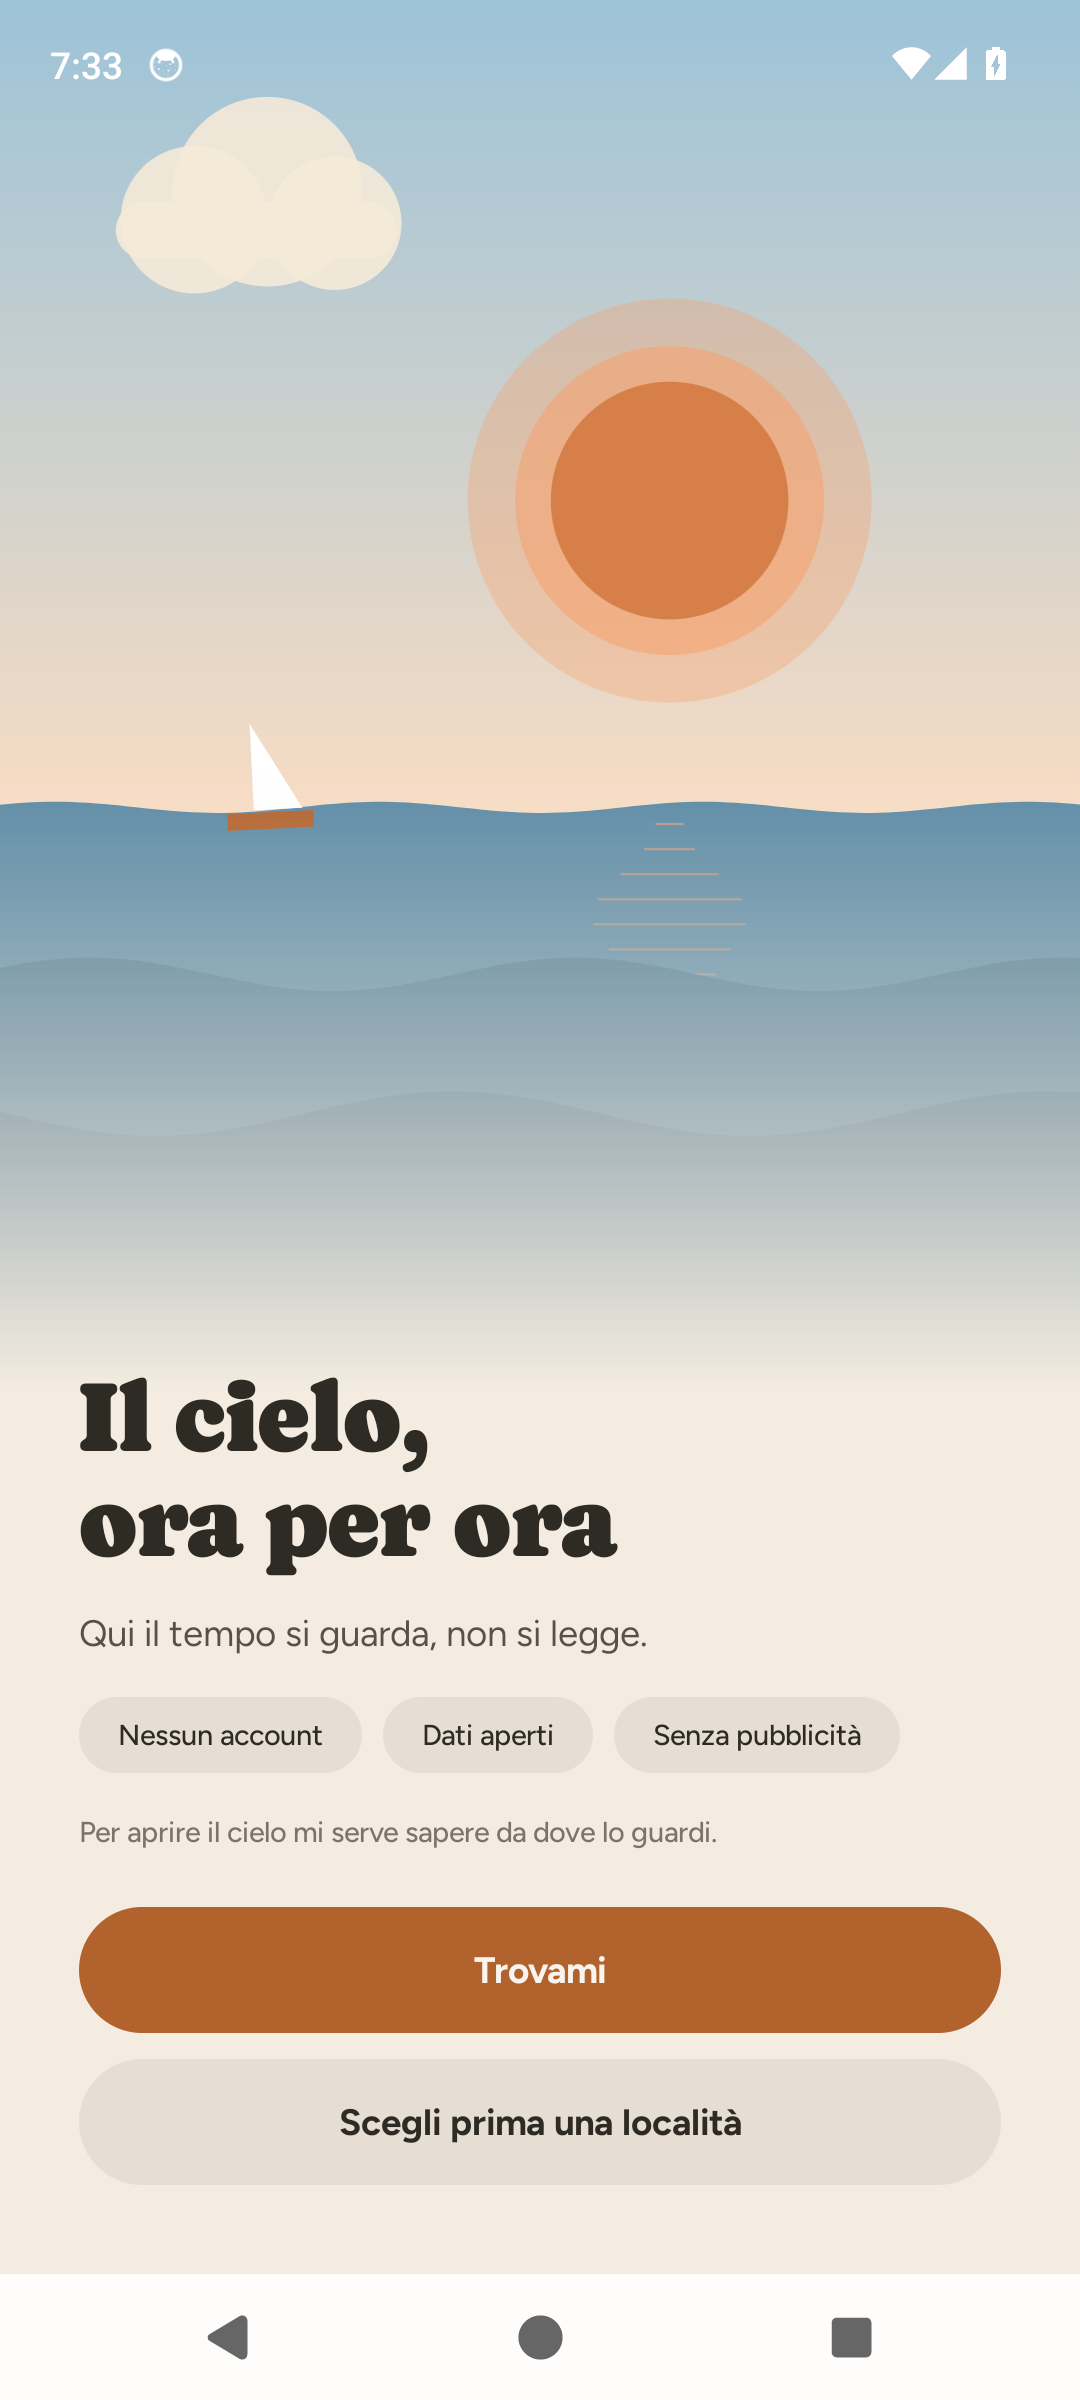 7:33
Il cielo,
ora per ora
Qui il tempo si guarda, non si legge.
Nessun account
Dati aperti
Senza pubblicità
Per aprire il cielo mi serve sapere da dove lo guardi.
Trovami
Scegli prima una località